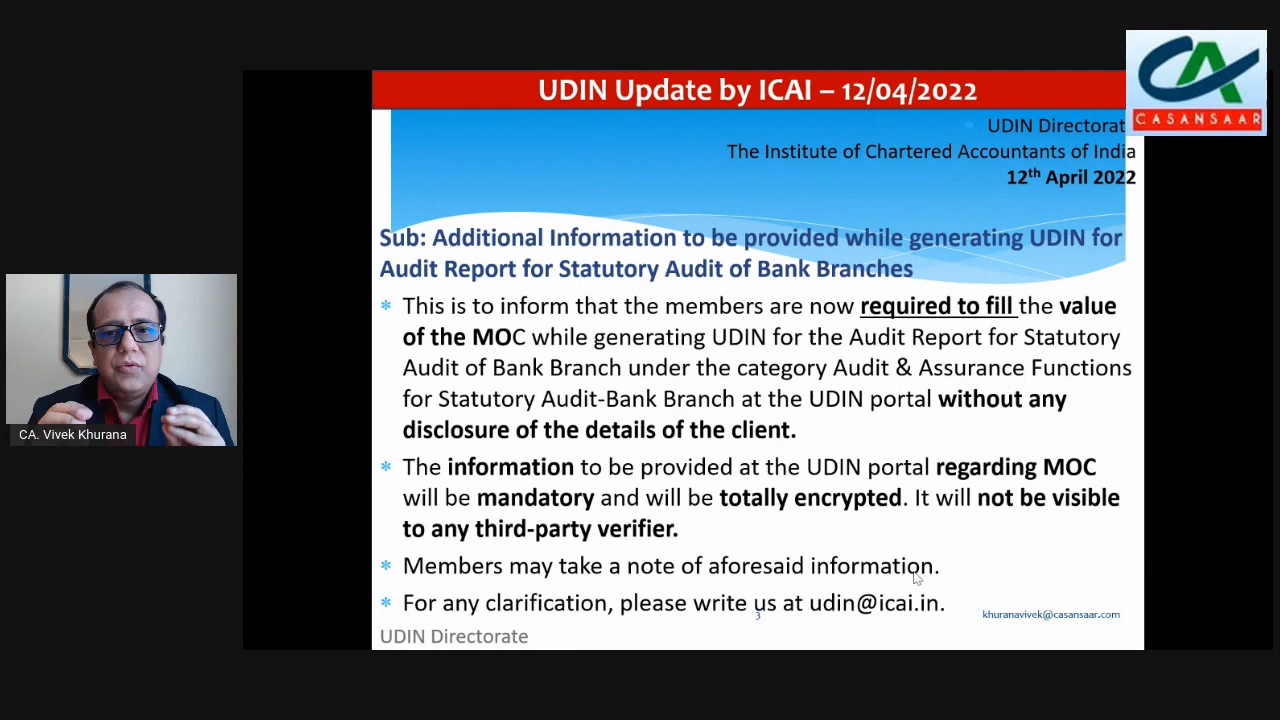 UDIN Update by ICAI – 12/04/2022
CA
CASANSAAR
UDIN Directorat
The Institute of Chartered Accountants of India
12th April 2022
Sub: Additional Information to be provided while generating UDIN for
Audit Report for Statutory Audit of Bank Branches
* This is to inform that the members are now required to fill the value
of the MOC while generating UDIN for the Audit Report for Statutory
Audit of Bank Branch under the category Audit & Assurance Functions
for Statutory Audit-Bank Branch at the UDIN portal without any
disclosure of the details of the client.
* The information to be provided at the UDIN portal regarding MOC
will be mandatory and will be totally encrypted. It will not be visible
to any third-party verifier.
* Members may take a note of aforesaid information.
* For any clarification, please write us at udin@icai.in.
3
khuranavivek@casansaar.com
UDIN Directorate
CA. Vivek Khurana